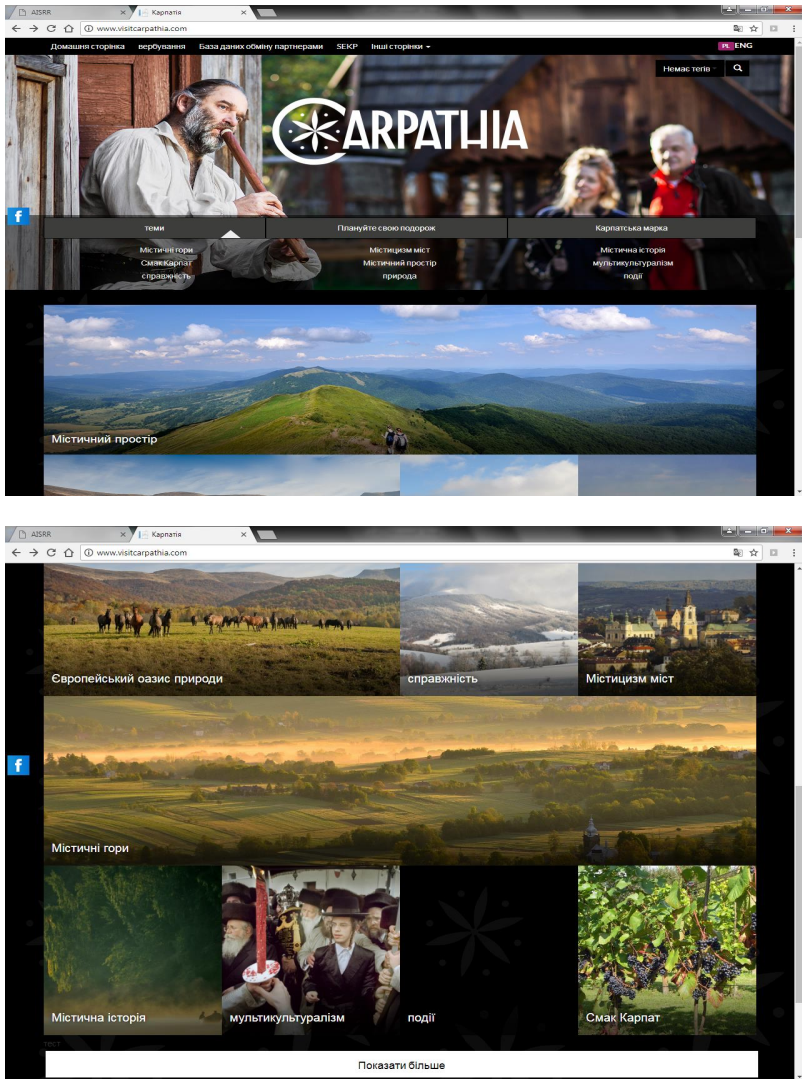 AISRR
Карпатія
www.visitcarpathia.com
Домашня сторінка вербування База даних обміну партнерами SEKP Інші сторінки
PL ENG
Немає тегів
CARPATHIA
f
теми Плануйте свою подорож Карпатська марка
Містичні гори Містицизм міст Містична історія
Смак Карпат Містичний простір мультикультуралізм
справжність природа події
Містичний простір
AISRR
Карпатія
www.visitcarpathia.com
Європейський оазис природи справжність Містицизм міст
f
Містичні гори
Містична історія мультикультуралізм події Смак Карпат
тест
Показати більше